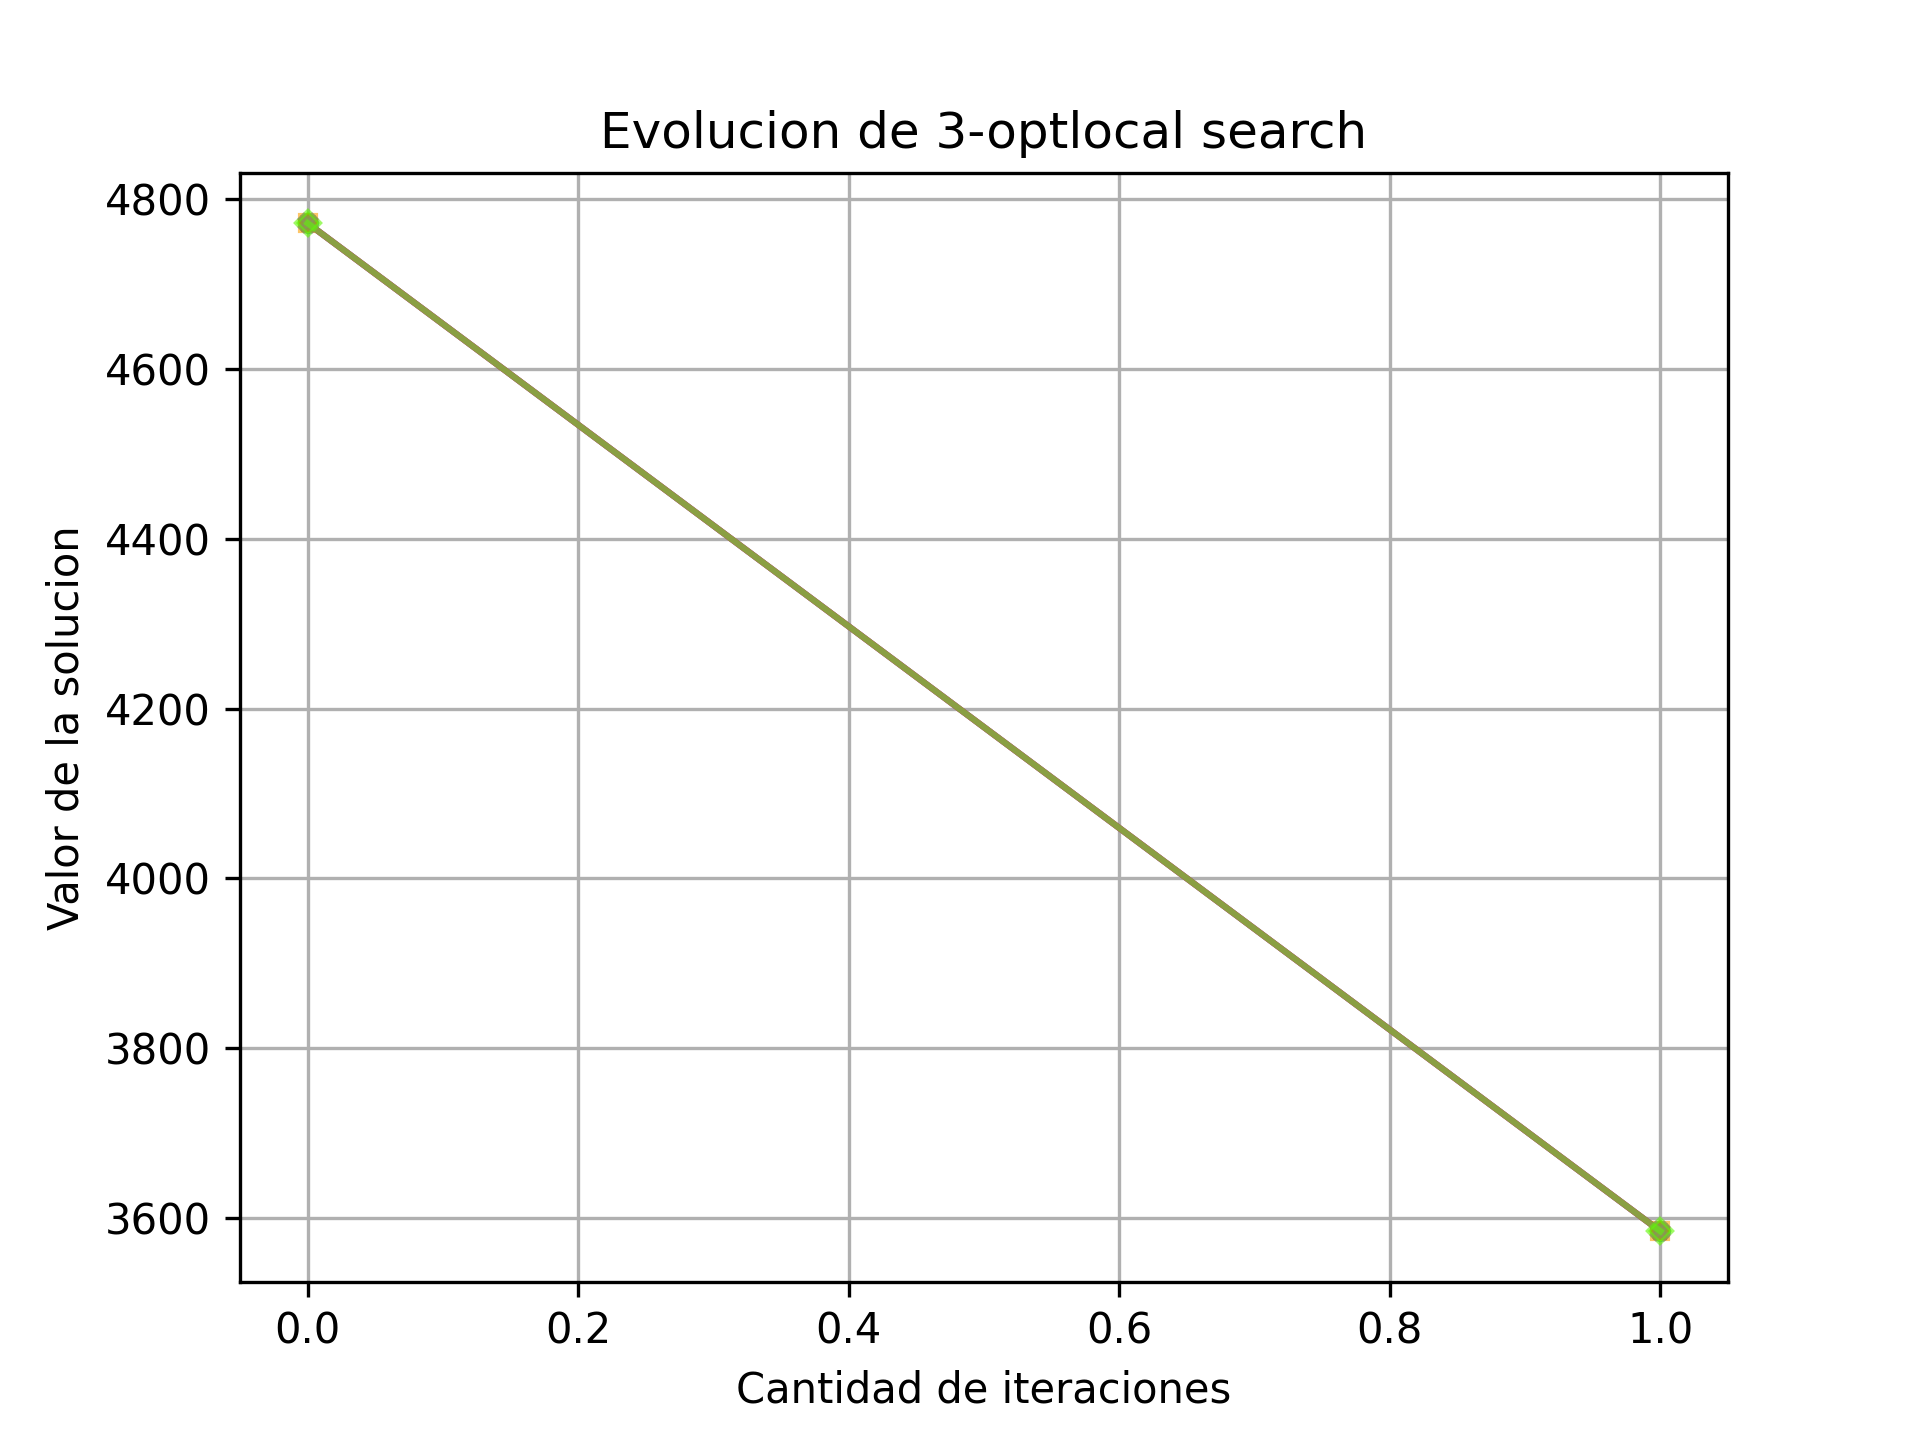 Evolucion de 3-optlocal search
4800
4600
4400
4200
4000
3800
3600
Valor de la solucion
0.0 0.2 0.4 0.6 0.8 1.0
Cantidad de iteraciones